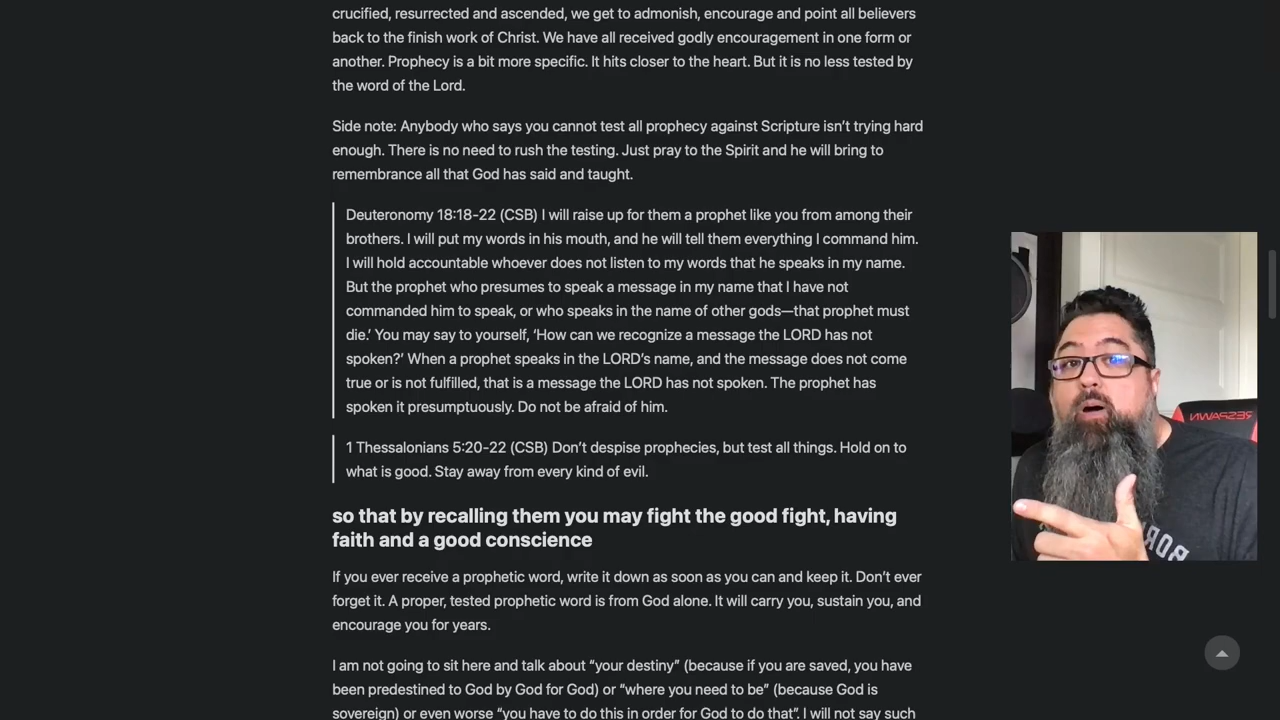 crucified, resurrected and ascended, we get to admonish, encourage and point all believers
back to the finish work of Christ. We have all received godly encouragement in one form or
another. Prophecy is a bit more specific. It hits closer to the heart. But it is no less tested by
the word of the Lord.
Side note: Anybody who says you cannot test all prophecy against Scripture isn’t trying hard
enough. There is no need to rush the testing. Just pray to the Spirit and he will bring to
remembrance all that God has said and taught.
Deuteronomy 18:18-22 (CSB) I will raise up for them a prophet like you from among their
brothers. I will put my words in his mouth, and he will tell them everything I command him.
I will hold accountable whoever does not listen to my words that he speaks in my name.
But the prophet who presumes to speak a message in my name that I have not
commanded him to speak, or who speaks in the name of other gods—that prophet must
die.’ You may say to yourself, ‘How can we recognize a message the LORD has not
spoken?’ When a prophet speaks in the LORD’s name, and the message does not come
true or is not fulfilled, that is a message the LORD has not spoken. The prophet has
spoken it presumptuously. Do not be afraid of him.
1 Thessalonians 5:20-22 (CSB) Don’t despise prophecies, but test all things. Hold on to
what is good. Stay away from every kind of evil.
so that by recalling them you may fight the good fight, having
faith and a good conscience
If you ever receive a prophetic word, write it down as soon as you can and keep it. Don’t ever
forget it. A proper, tested prophetic word is from God alone. It will carry you, sustain you, and
encourage you for years.
I am not going to sit here and talk about “your destiny” (because if you are saved, you have
been predestined to God by God for God) or “where you need to be” (because God is
sovereign) or even worse “you have to do this in order for God to do that”. I will not say such
RESPAWN